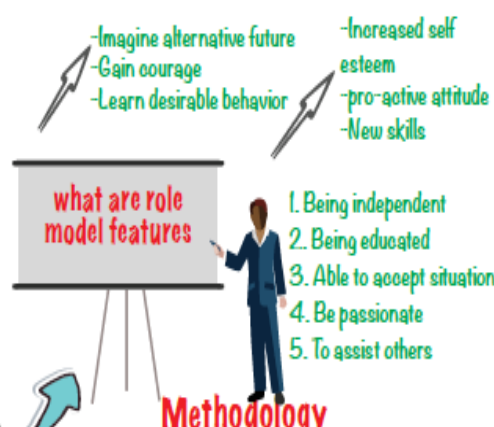 -Imagine alternative future
-Gain courage
-Learn desirable behavior
-Increased self
esteem
-pro-active attitude
-New skills
what are role
model features
1. Being independent
2. Being educated
3. Able to accept situation
4. Be passionate
5. To assist others
Methodology